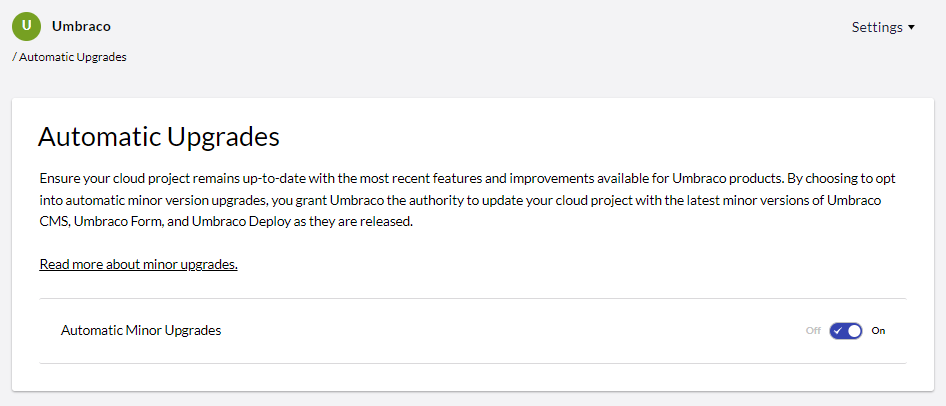 U Umbraco
Settings
/ Automatic Upgrades
Automatic Upgrades
Ensure your cloud project remains up-to-date with the most recent features and improvements available for Umbraco products. By choosing to opt
into automatic minor version upgrades, you grant Umbraco the authority to update your cloud project with the latest minor versions of Umbraco
CMS, Umbraco Form, and Umbraco Deploy as they are released.
Read more about minor upgrades.
Automatic Minor Upgrades
Off On